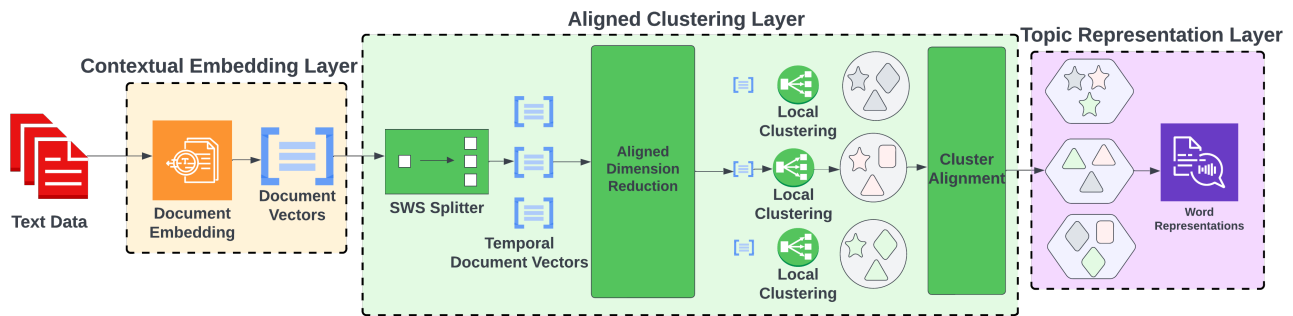 Aligned Clustering Layer
Topic Representation Layer
Contextual Embedding Layer
Text Data
Document
Embedding
Document
Vectors
SWS Splitter
Temporal
Document Vectors
Aligned
Dimension
Reduction
Local
Clustering
Local
Clustering
Local
Clustering
Cluster
Alignment
Word
Representations